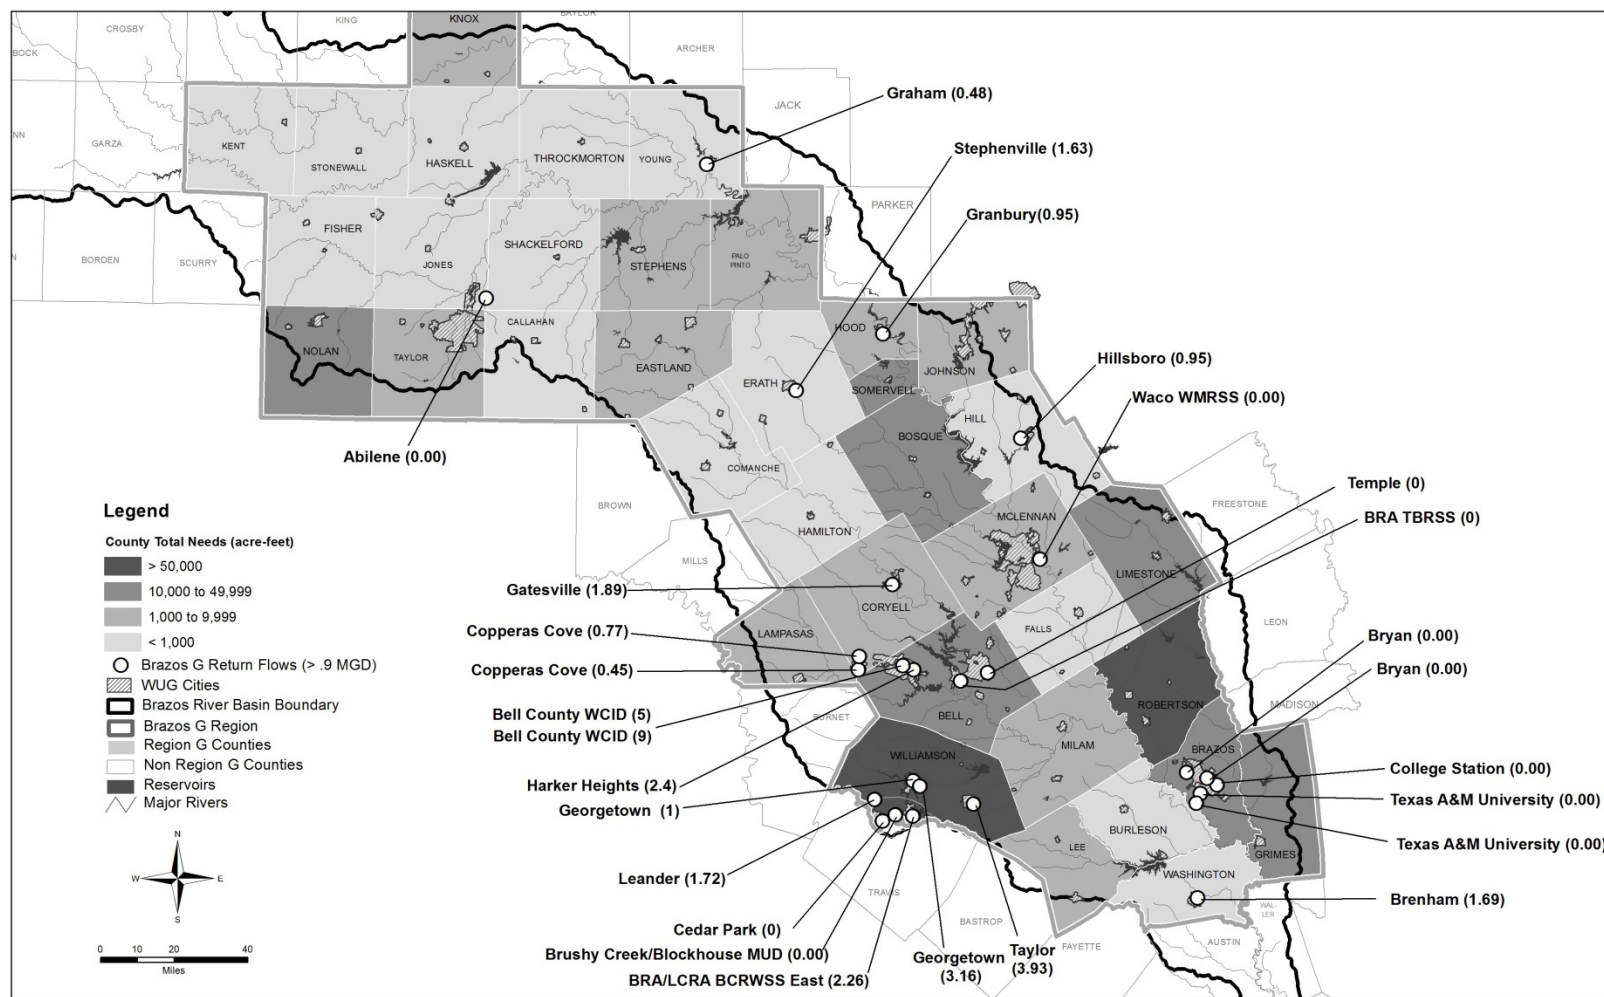 KING
KNOX
BAYLOR
CROSBY
ARCHER
BOCK
JACK
Graham (0.48)
GARZA
KENT
STONEWALL
HASKELL
THROCKMORTON
YOUNG
Stephenville (1.63)
PARKER
Granbury(0.95)
FISHER
SHACKELFORD
BORDEN
SCURRY
JONES
STEPHENS
PALO
PINTO
NOLAN
TAYLOR
CALLAHAN
EASTLAND
HOOD
JOHNSON
ERATH
SOMERVELL
Hillsboro (0.95)
Waco WMRSS (0.00)
HILL
BOSQUE
Abilene (0.00)
COMANCHE
BROWN
FREESTONE
Temple (0)
BRA TBRSS (0)
HAMILTON
MCLENNAN
MILLS
LIMESTONE
Legend
County Total Needs (acre-feet)
> 50,000
10,000 to 49,999
1,000 to 9,999
< 1,000
Brazos G Return Flows (> .9 MGD)
WUG Cities
Brazos River Basin Boundary
Brazos G Region
Region G Counties
Non Region G Counties
Reservoirs
Major Rivers
Gatesville (1.89)
CORYELL
LAMPASAS
FALLS
LEON
Copperas Cove (0.77)
Copperas Cove (0.45)
Bryan (0.00)
Bryan (0.00)
Bell County WCID (5)
Bell County WCID (9)
BURNET
BELL
ROBERTSON
MADISON
MILAM
BRAZOS
WILLIAMSON
Harker Heights (2.4)
Georgetown (1)
College Station (0.00)
Texas A&M University (0.00)
Texas A&M University (0.00)
BURLESON
LEE
GRIMES
Leander (1.72)
TRAVIS
WASHINGTON
Brenham (1.69)
WAL-
LER
BASTROP
Cedar Park (0)
Brushy Creek/Blockhouse MUD (0.00)
BRA/LCRA BCRWSS East (2.26)
Georgetown
(3.16)
Taylor
(3.93)
FAYETTE
AUSTIN
N
W
E
S
0 10 20 40
Miles